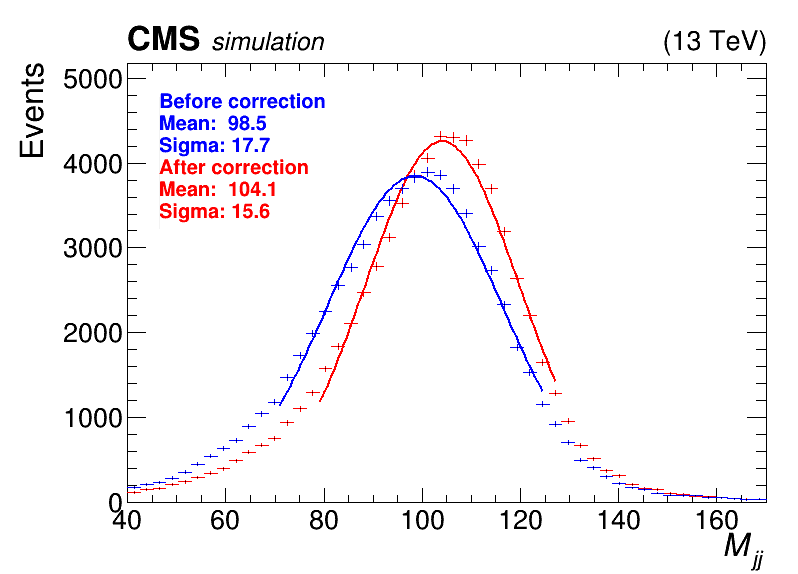 CMS simulation (13 TeV)
Events
5000
4000
3000
2000
1000
0
Before correction
Mean: 98.5
Sigma: 17.7
After correction
Mean: 104.1
Sigma: 15.6
40 60 80 100 120 140 160
M_jj